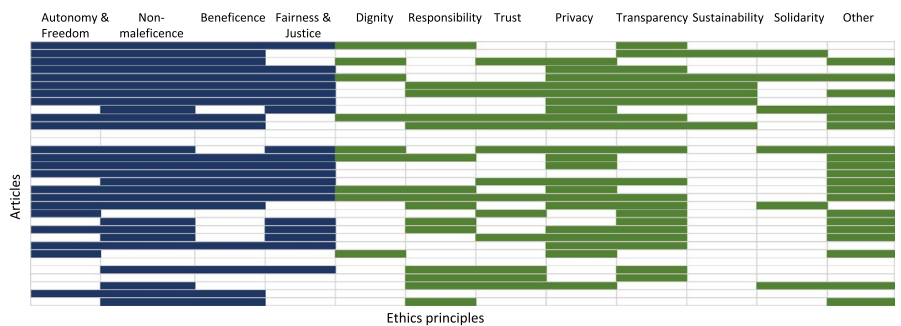 Autonomy & Freedom
Non-maleficence
Beneficence
Fairness & Justice
Dignity
Responsibility
Trust
Privacy
Transparency
Sustainability
Solidarity
Other
Articles
Ethics principles